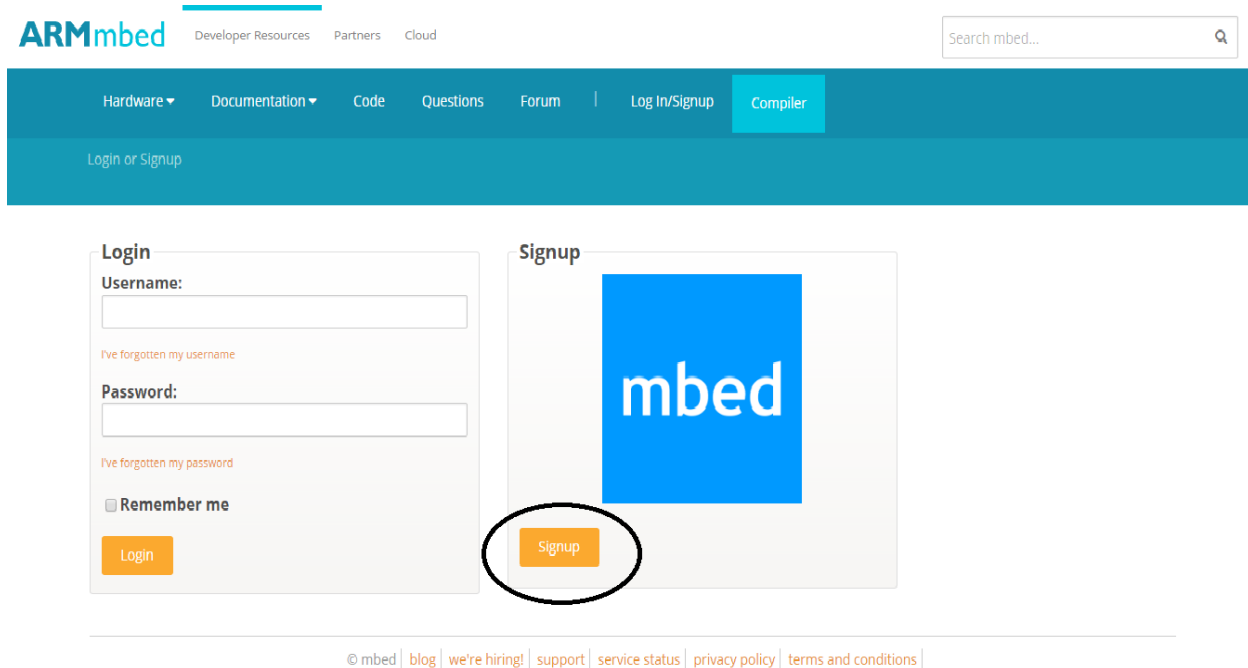 ARMmbed Developer Resources Partners Cloud Search mbed...
Hardware Documentation Code Questions Forum | Log In/Signup Compiler
Login or Signup
Login
Username:
I've forgotten my username
Password:
I've forgotten my password
Remember me
Login
Signup
mbed
Signup
© mbed | blog | we're hiring! | support | service status | privacy policy | terms and conditions |